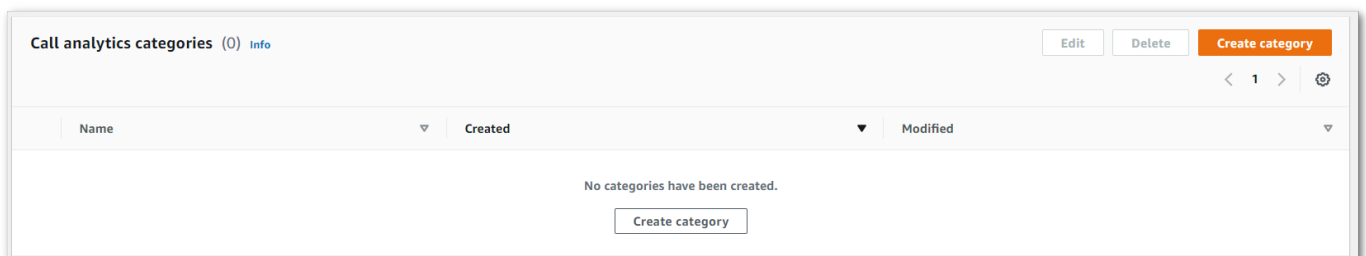 Call analytics categories (0) Info
Edit Delete Create category
1
Name Created Modified
No categories have been created.
Create category